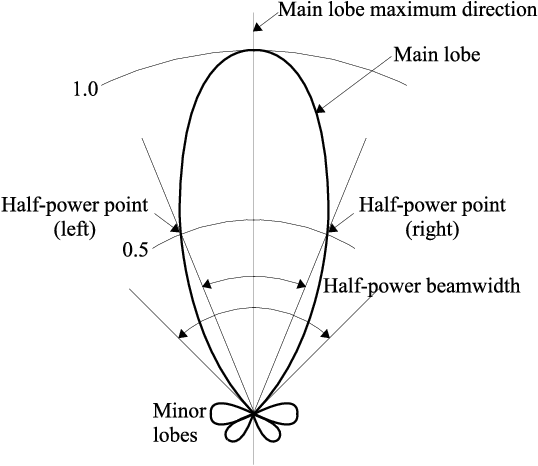 Main lobe maximum direction
Main lobe
1.0
Half-power point
(left)
Half-power point
(right)
0.5
Half-power beamwidth
Minor
lobes